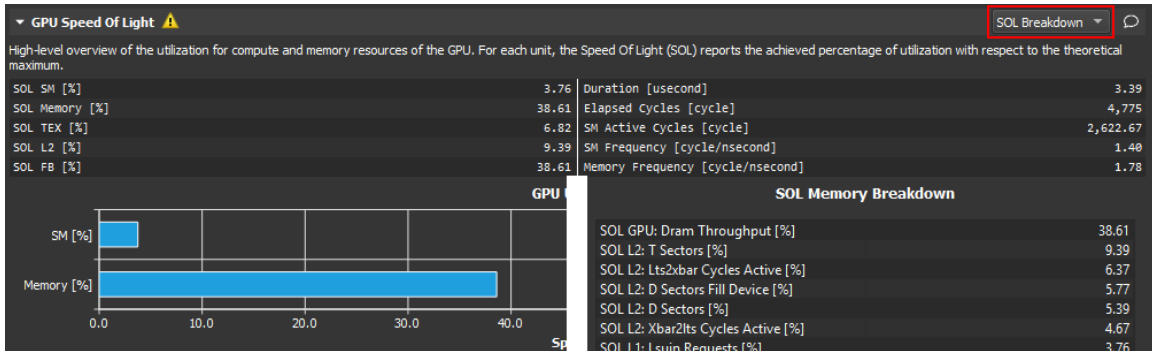 GPU Speed Of Light
SOL Breakdown
High-level overview of the utilization for compute and memory resources of the GPU. For each unit, the Speed Of Light (SOL) reports the achieved percentage of utilization with respect to the theoretical
maximum.
SOL SM [%] 3.76 Duration [usecond] 3.39
SOL Memory [%] 38.61 Elapsed Cycles [cycle] 4,775
SOL TEX [%] 6.82 SM Active Cycles [cycle] 2,622.67
SOL L2 [%] 9.39 SM Frequency [cycle/nsecond] 1.40
SOL FB [%] 38.61 Memory Frequency [cycle/nsecond] 1.78
GPU
SM [%]
Memory [%]
0.0 10.0 20.0 30.0 40.0
Sp
SOL Memory Breakdown
SOL GPU: Dram Throughput [%] 38.61
SOL L2: T Sectors [%] 9.39
SOL L2: Lts2xbar Cycles Active [%] 6.37
SOL L2: D Sectors Fill Device [%] 5.77
SOL L2: D Sectors [%] 5.39
SOL L2: Xbar2lts Cycles Active [%] 4.67
SOL L1: Lsuin Requests [%] 3.76